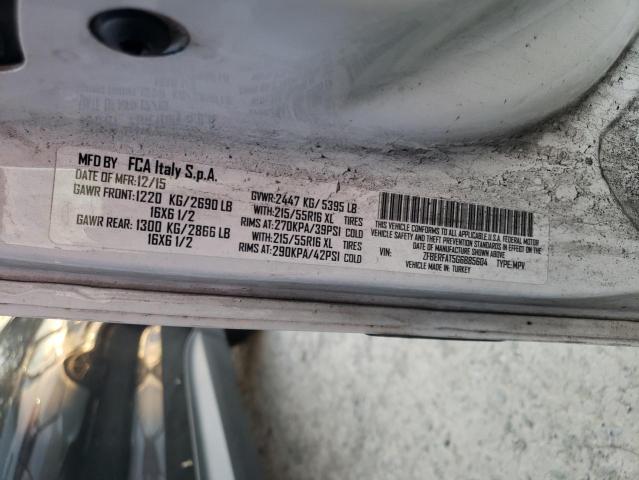 MFD BY FCA Italy S.p.A.
DATE OF MFR: 12/15
GAWR FRONT: 1220 KG/2690 LB
16X6 1/2
GAWR REAR: 1300 KG/2866 LB
16X6 1/2
GVWR: 2447 KG/ 5395 LB
WITH: 215/55R16 XL TIRES
RIMS AT: 270KPA/39PSI COLD
WITH: 215/55R16 XL TIRES
RIMS AT: 290KPA/42PSI COLD
THIS VEHICLE CONFORMS TO ALL APPLICABLE U.S.A. FEDERAL MOTOR
VEHICLE SAFETY STANDARDS IN EFFECT ON THE
DATE OF MANUFACTURE SHOWN ABOVE
VIN: ZFBERFAT5G6B85604 TYPE: MPV
MADE IN: TURKEY